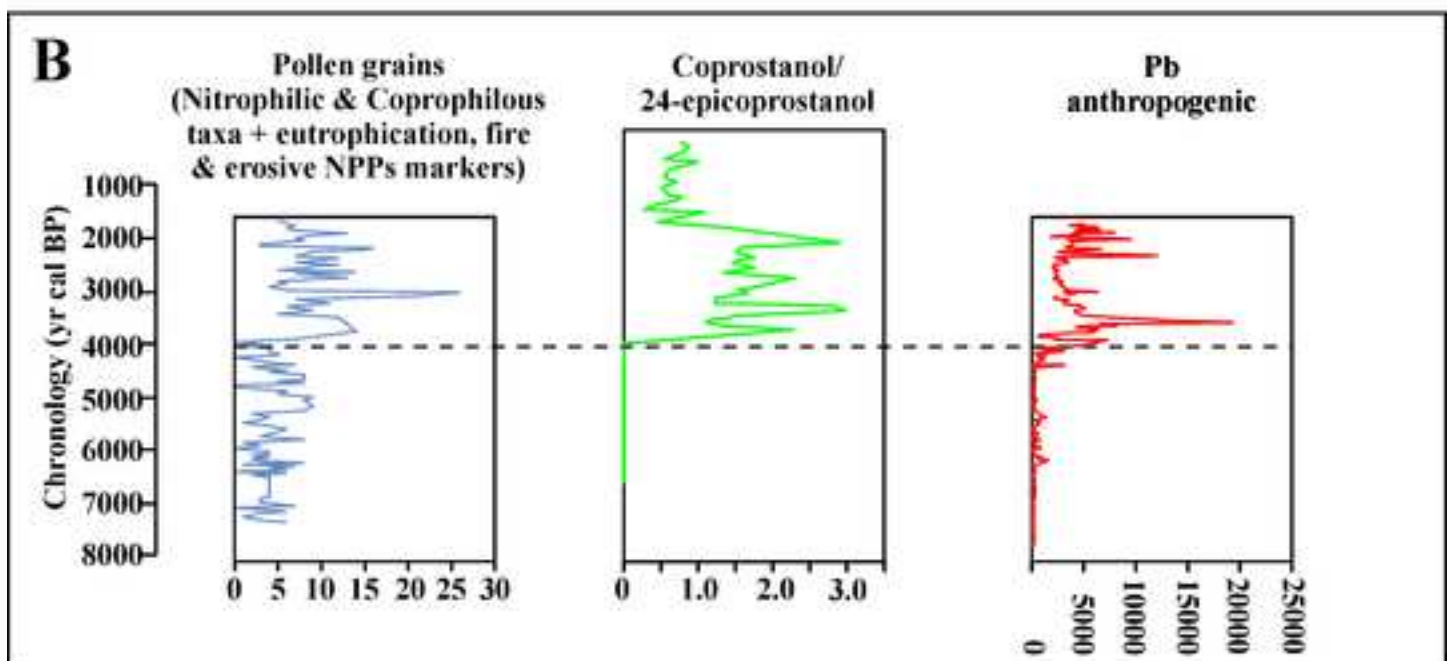 B
Pollen grains
(Nitrophilic & Coprophilous
taxa + eutrophication, fire
& erosive NPPs markers)
Coprostanol/
24-epicoprostanol
Pb
anthropogenic
Chronology (yr cal BP)
1000
2000
3000
4000
5000
6000
7000
8000
0 5 10 15 20 25 30
0 1.0 2.0 3.0
0 5000 10000 15000 20000 25000